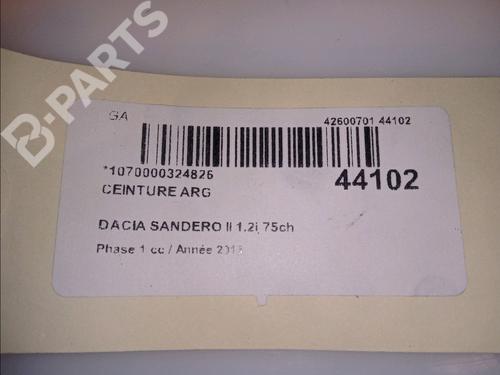 B-PARTS
GA
42600701 44102
*1070000324826
44102
CEINTURE ARG
DACIA SANDERO II 1.2i 75ch
Phase 1 cc / Année